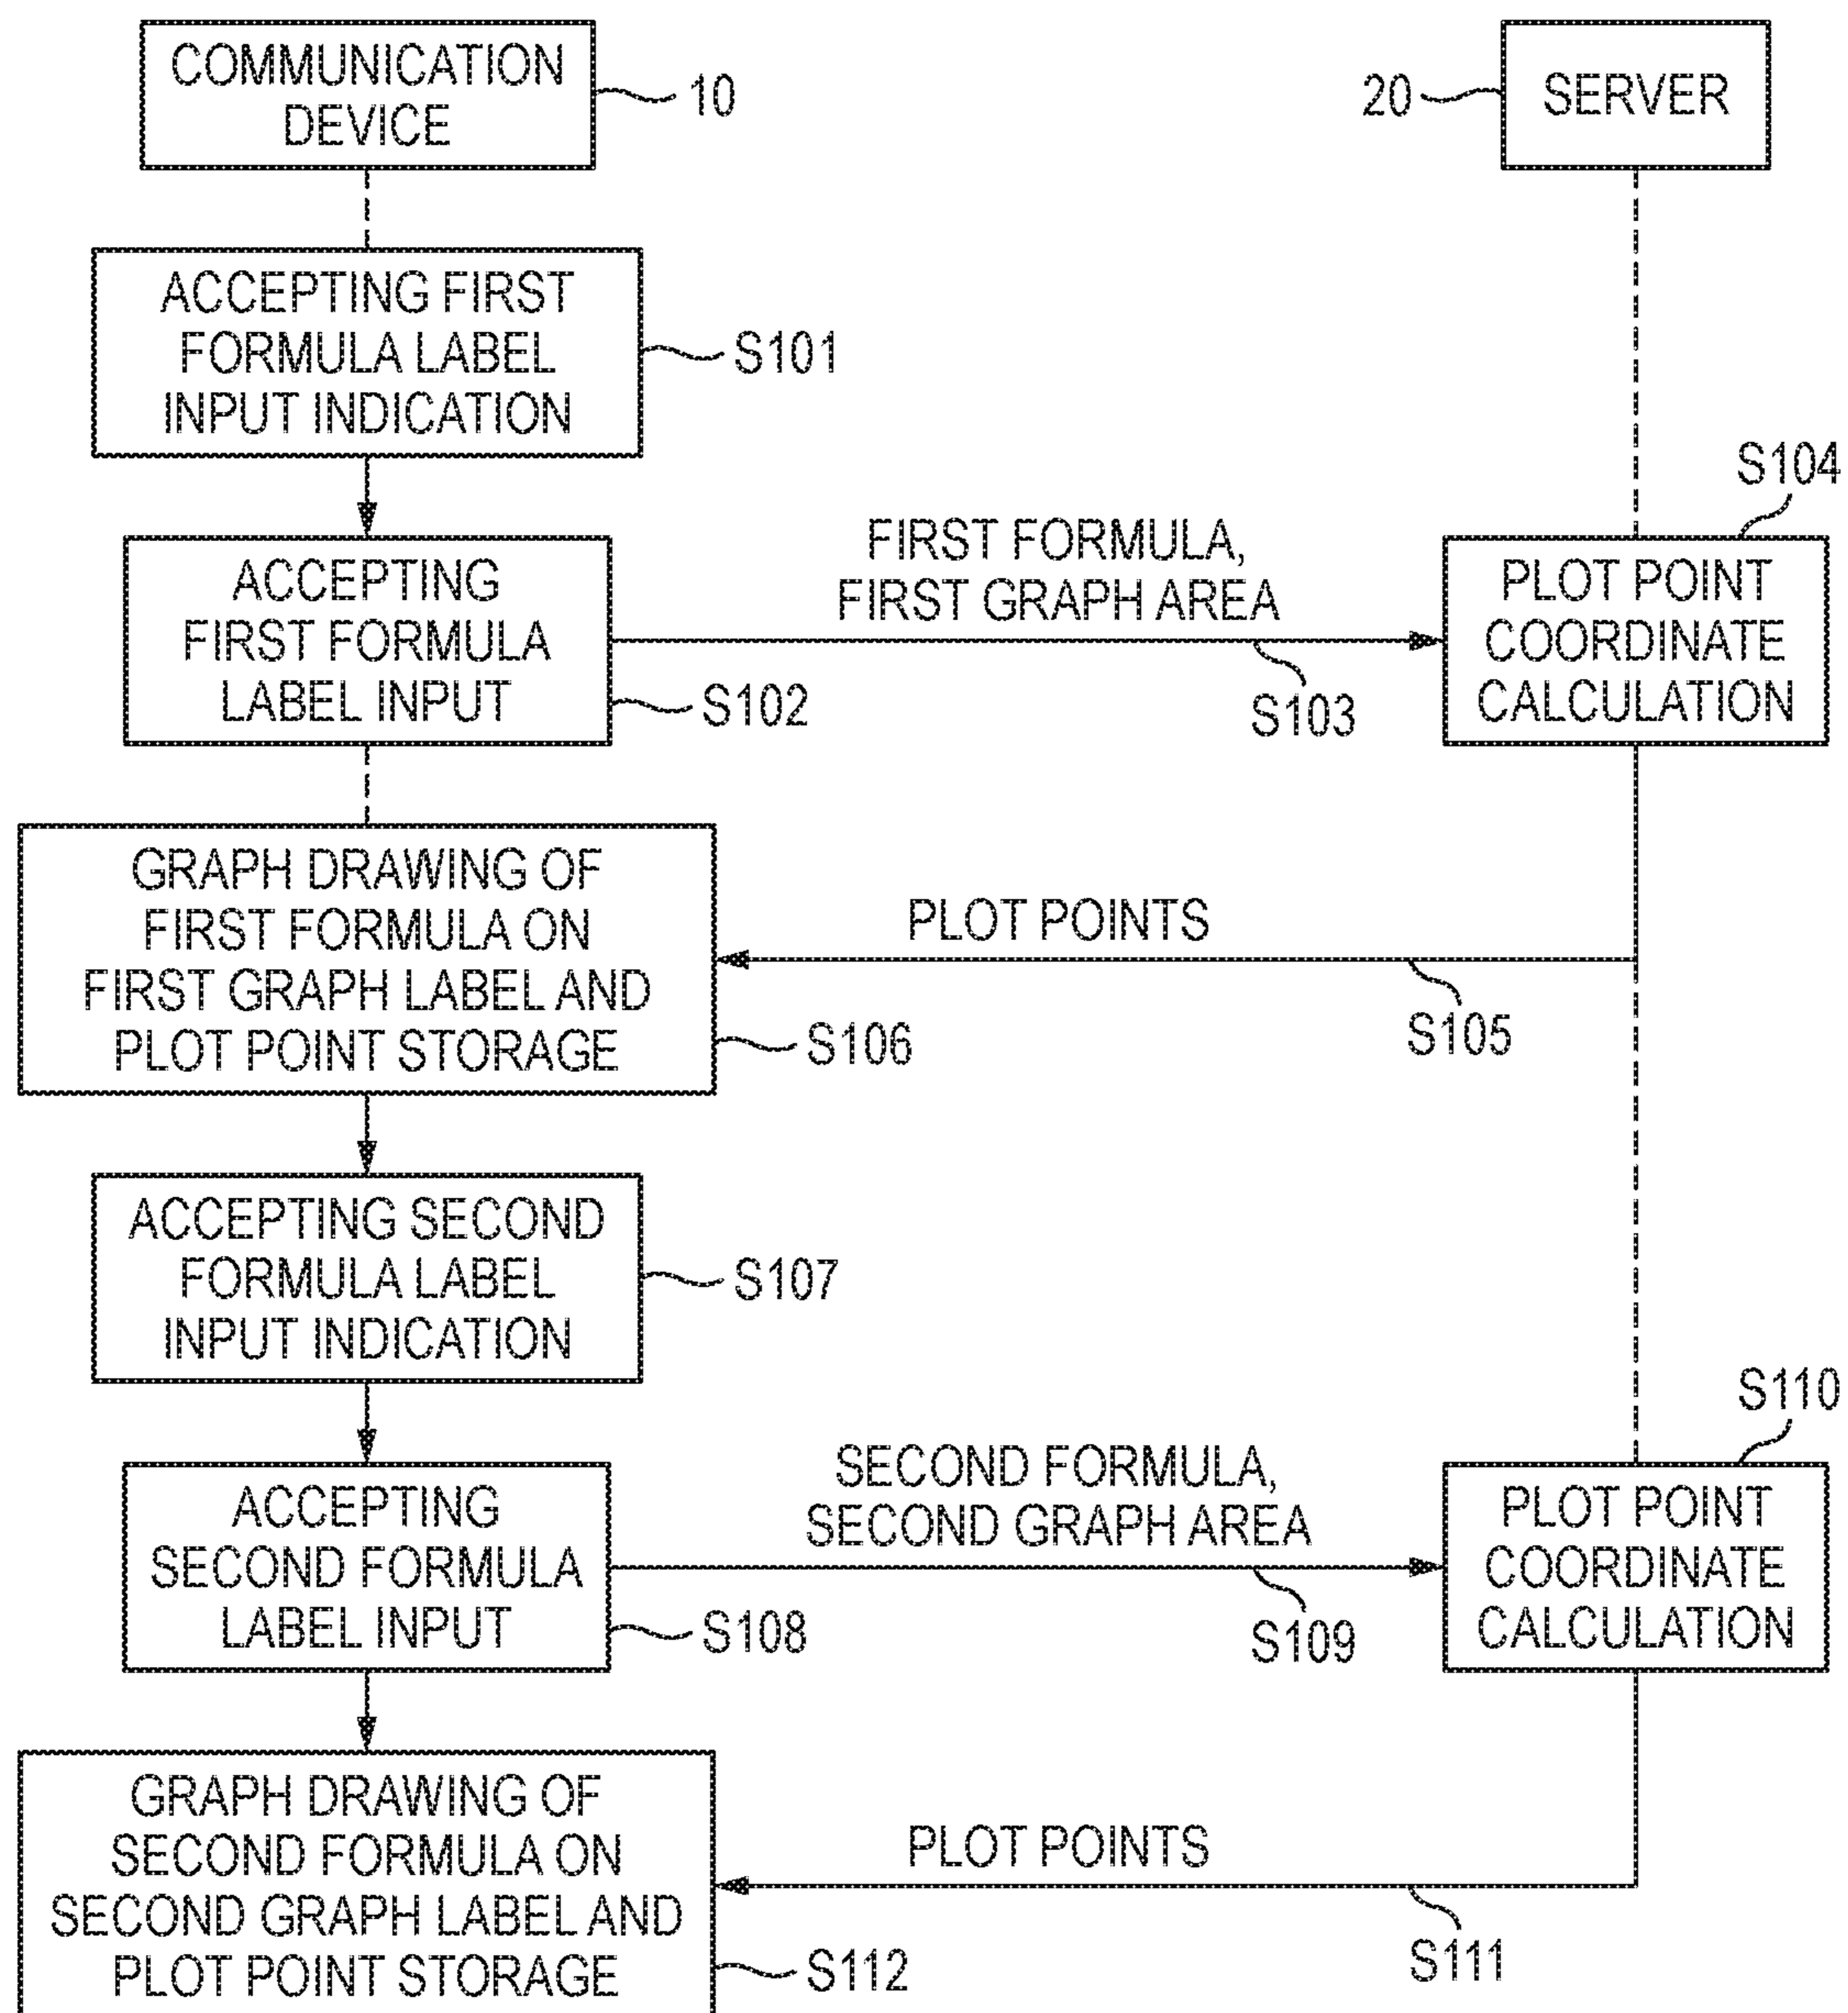 COMMUNICATION
DEVICE
10
20
SERVER
ACCEPTING FIRST
FORMULA LABEL
INPUT INDICATION
S101
S104
ACCEPTING
FIRST FORMULA
LABEL INPUT
S102
FIRST FORMULA,
FIRST GRAPH AREA
S103
PLOT POINT
COORDINATE
CALCULATION
GRAPH DRAWING OF
FIRST FORMULA ON
FIRST GRAPH LABEL AND
PLOT POINT STORAGE
S106
PLOT POINTS
S105
ACCEPTING SECOND
FORMULA LABEL
INPUT INDICATION
S107
S110
ACCEPTING
SECOND FORMULA
LABEL INPUT
S108
SECOND FORMULA,
SECOND GRAPH AREA
S109
PLOT POINT
COORDINATE
CALCULATION
GRAPH DRAWING OF
SECOND FORMULA ON
SECOND GRAPH LABEL AND
PLOT POINT STORAGE
S112
PLOT POINTS
S111